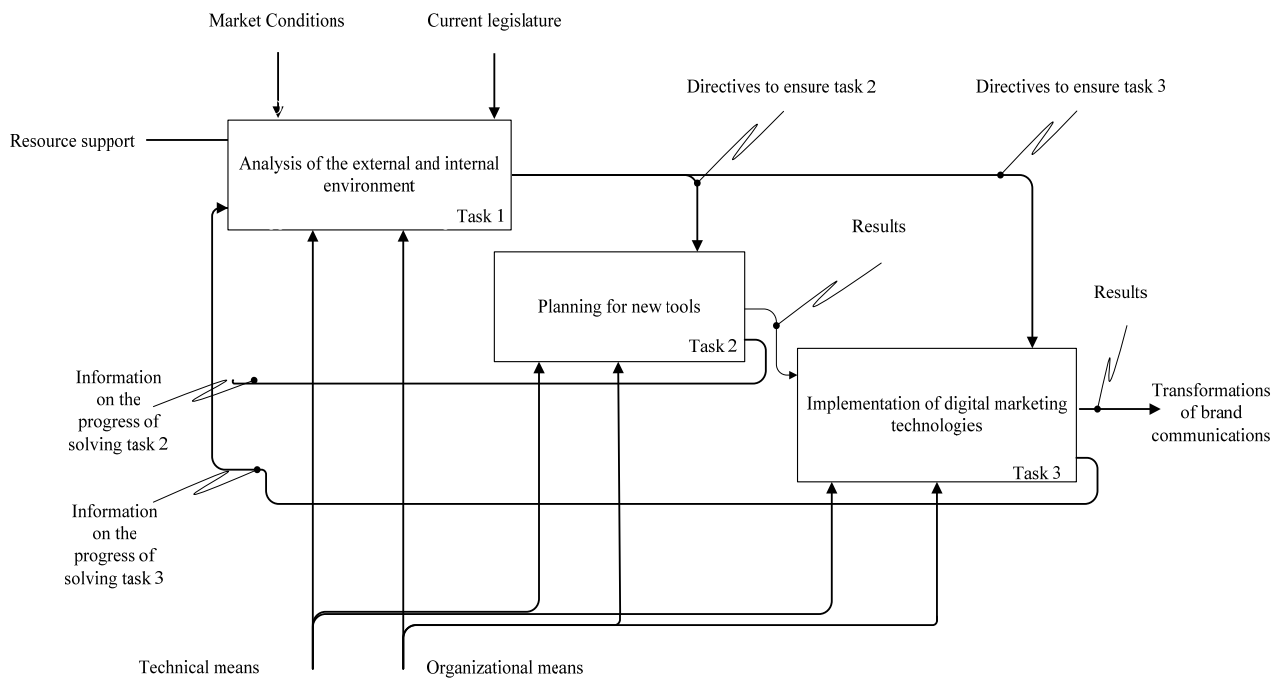 Market Conditions
Current legislature
Directives to ensure task 2
Directives to ensure task 3
Resource support
Analysis of the external and internal
environment
Task 1
Results
Planning for new tools
Task 2
Results
Information
on the
progress of
solving task 2
Implementation of digital marketing
technologies
Task 3
Transformations
of brand
communications
Information
on the
progress of
solving task 3
Technical means
Organizational means